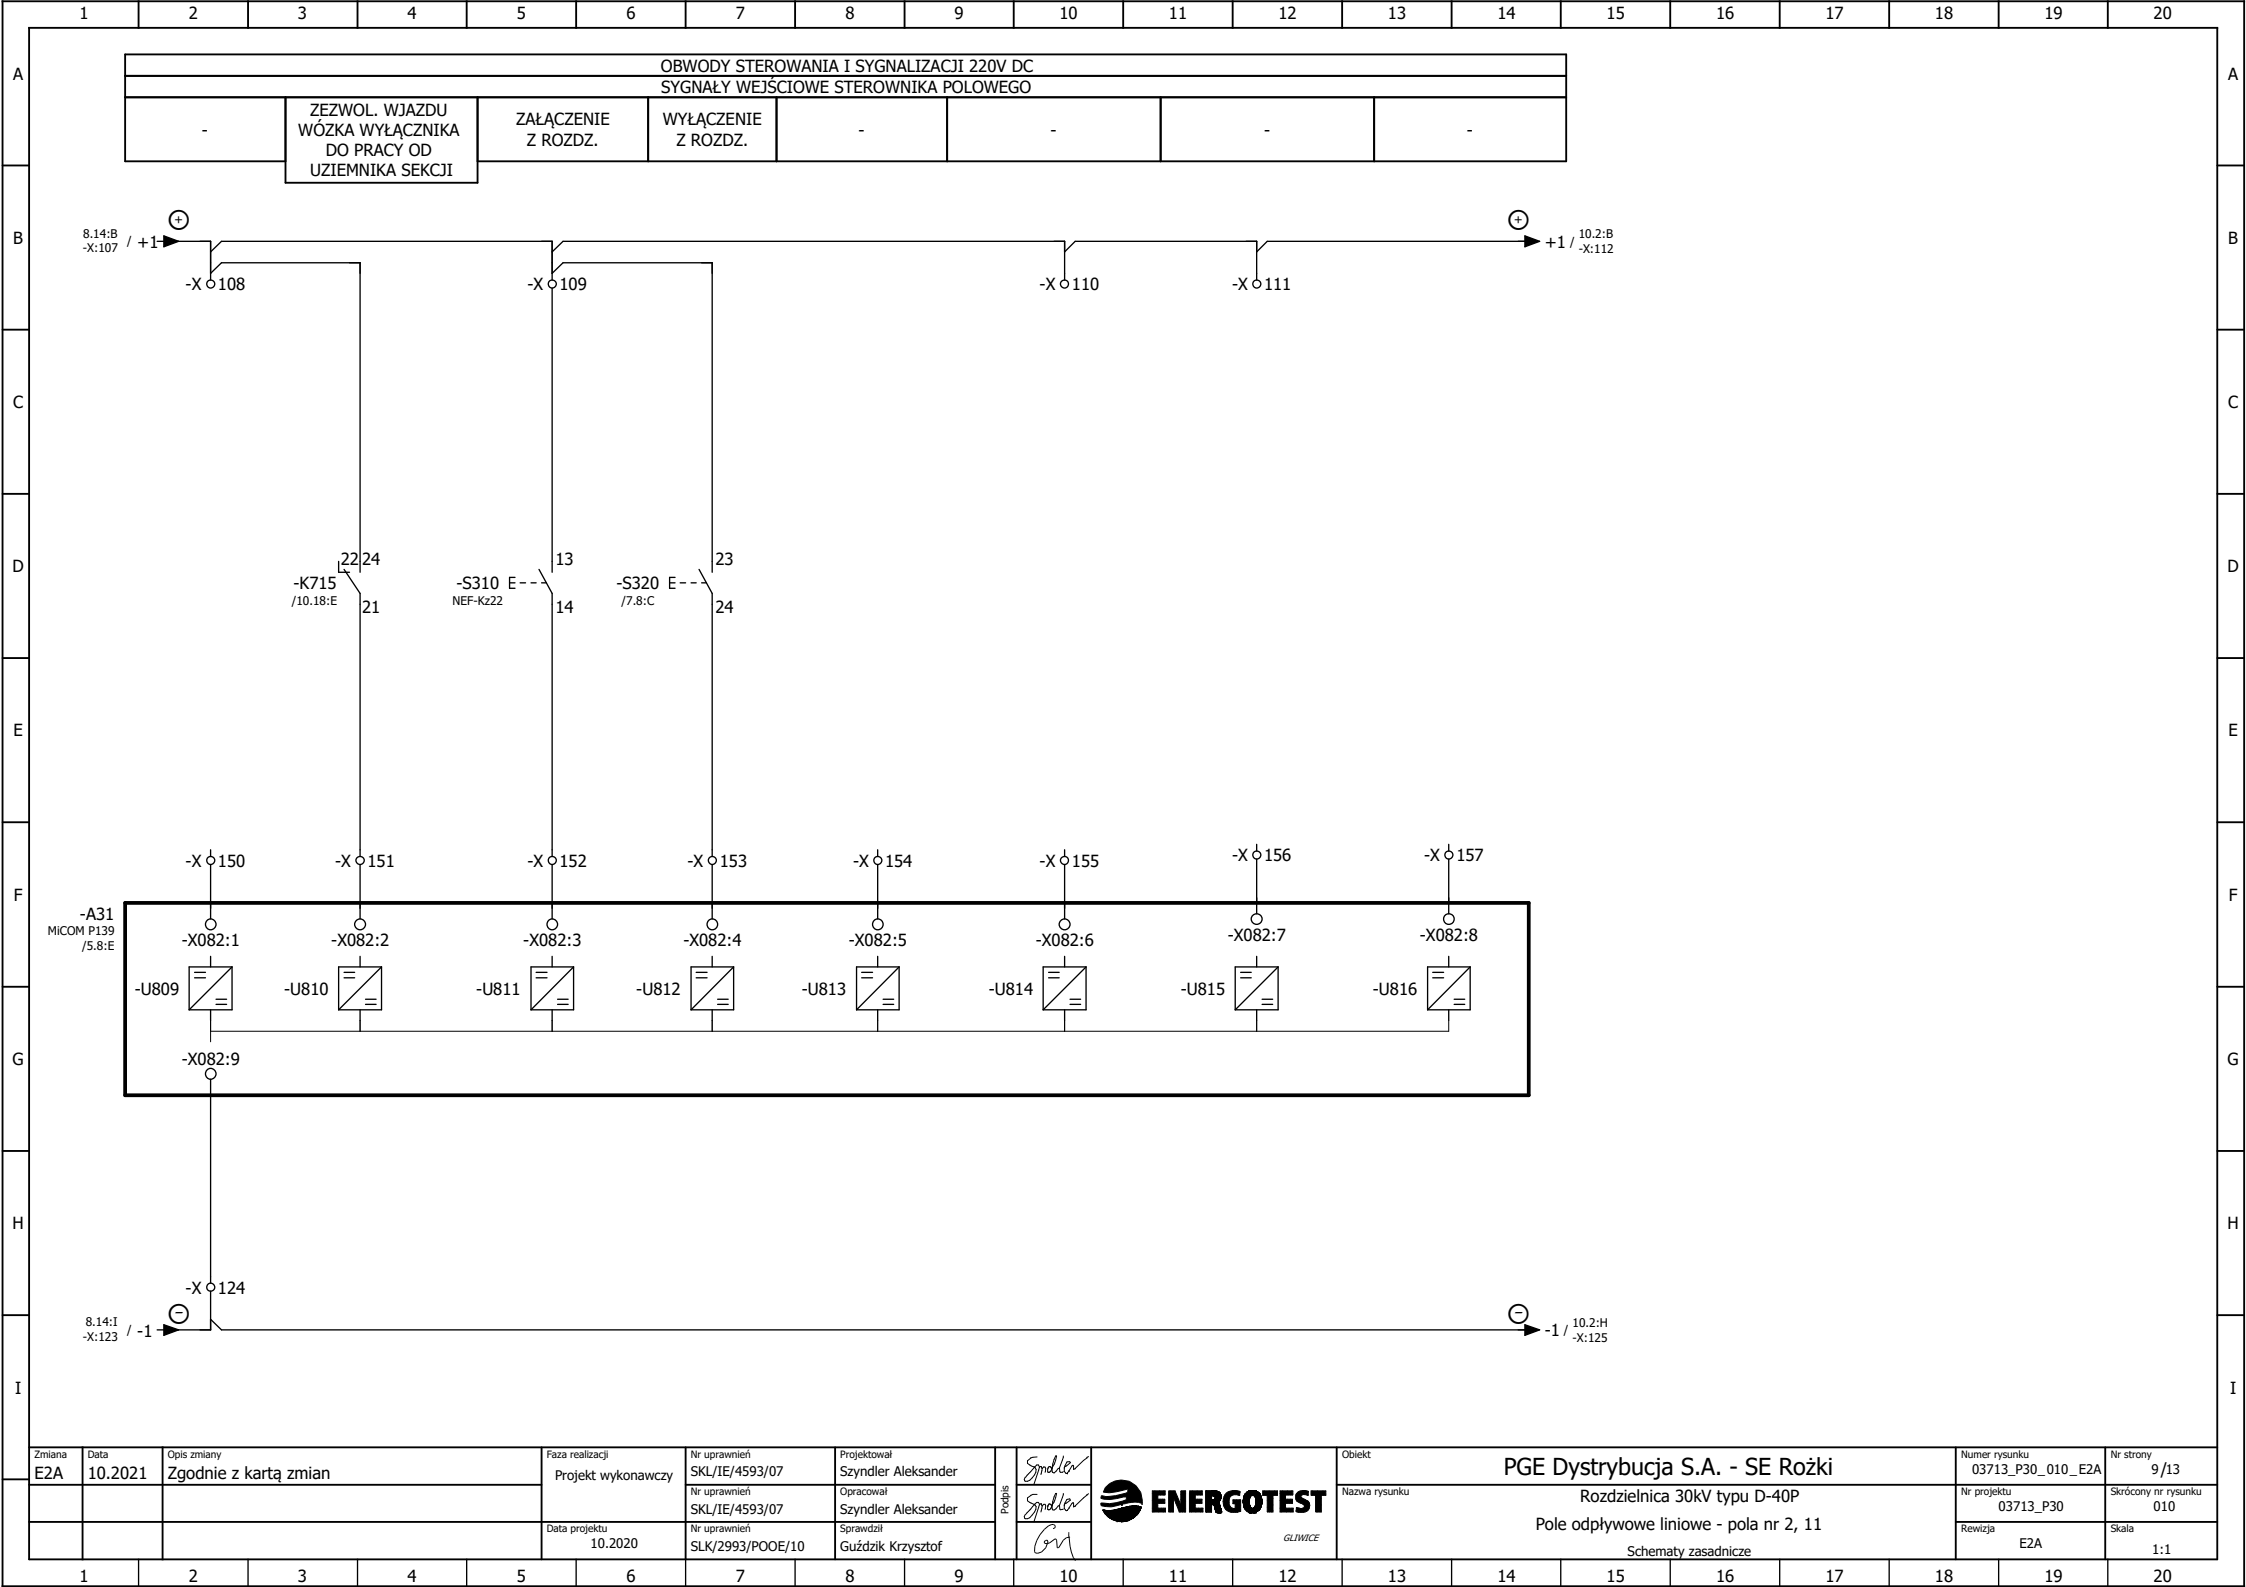 1 2 3 4 5 6 7 8 9 10 11 12 13 14 15 16 17 18 19 20
A A
OBWODY STEROWANIA I SYGNALIZACJI 220V DC
SYGNAŁY WEJŚCIOWE STEROWNIKA POLOWEGO
-
ZEZWOL. WJAZDU
WÓZKA WYŁĄCZNIKA
DO PRACY OD
UZIEMNIKA SEKCJI
ZAŁĄCZENIE
Z ROZDZ.
WYŁĄCZENIE
Z ROZDZ.
-
-
-
-
B B
8.14:B
-X:107 / +1
+
+
+1 / 10.2:B
-X:112
-X 108
-X 109
-X 110
-X 111
C C
D D
22 24
-K715
/10.18:E
21
13
-S310 E
NEF-Kz22
14
23
-S320 E
/7.8:C
24
E E
-X 150
-X 151
-X 152
-X 153
-X 154
-X 155
-X 156
-X 157
F F
-A31
MiCOM P139
/5.8:E
-X082:1
-X082:2
-X082:3
-X082:4
-X082:5
-X082:6
-X082:7
-X082:8
-U809
-U810
-U811
-U812
-U813
-U814
-U815
-U816
G G
-X082:9
H H
-X 124
8.14:I
-X:123 / -1
-1 / 10.2:H
-X:125
I I
Zmiana Data Opis zmiany
E2A 10.2021 Zgodnie z kartą zmian
Faza realizacji
Projekt wykonawczy
Data projektu
10.2020
Nr uprawnień
SKL/IE/4593/07
Nr uprawnień
SKL/IE/4593/07
Nr uprawnień
SLK/2993/POOE/10
Projektował
Szyndler Aleksander
Opracował
Szyndler Aleksander
Sprawdził
Guździk Krzysztof
Podpis
ENERGOTEST
GLIWICE
Obiekt
PGE Dystrybucja S.A. - SE Rożki
Nazwa rysunku
Rozdzielnica 30kV typu D-40P
Pole odpływowe liniowe - pola nr 2, 11
Schematy zasadnicze
Numer rysunku
03713_P30_010_E2A
Nr projektu
03713_P30
Rewizja
E2A
Nr strony
9/13
Skrócony nr rysunku
010
Skala
1:1
1 2 3 4 5 6 7 8 9 10 11 12 13 14 15 16 17 18 19 20